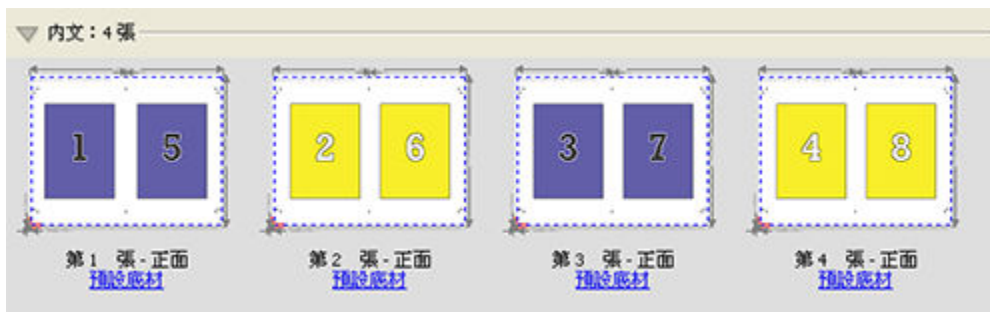 內文：4 張
1 5 2 6 3 7 4 8
第 1 張 - 正面 第 2 張 - 正面 第 3 張 - 正面 第 4 張 - 正面
預設底材 預設底材 預設底材 預設底材